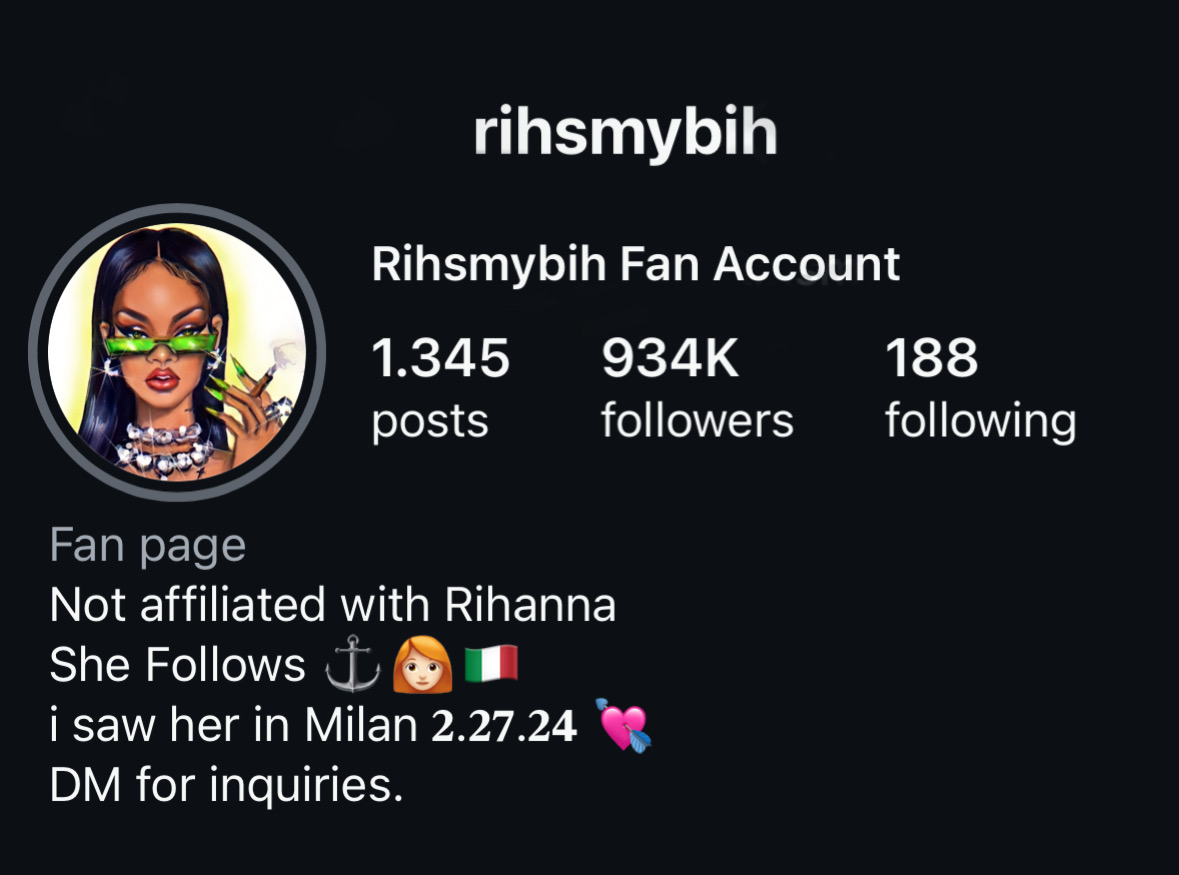 rihsmybih
Rihsmybih Fan Account
1.345 934K 188
posts followers following
Fan page
Not affiliated with Rihanna
She Follows ⚓👩🏻‍🦰🇮🇹
i saw her in Milan 𝟐.𝟐𝟕.𝟐𝟒 💘
DM for inquiries.